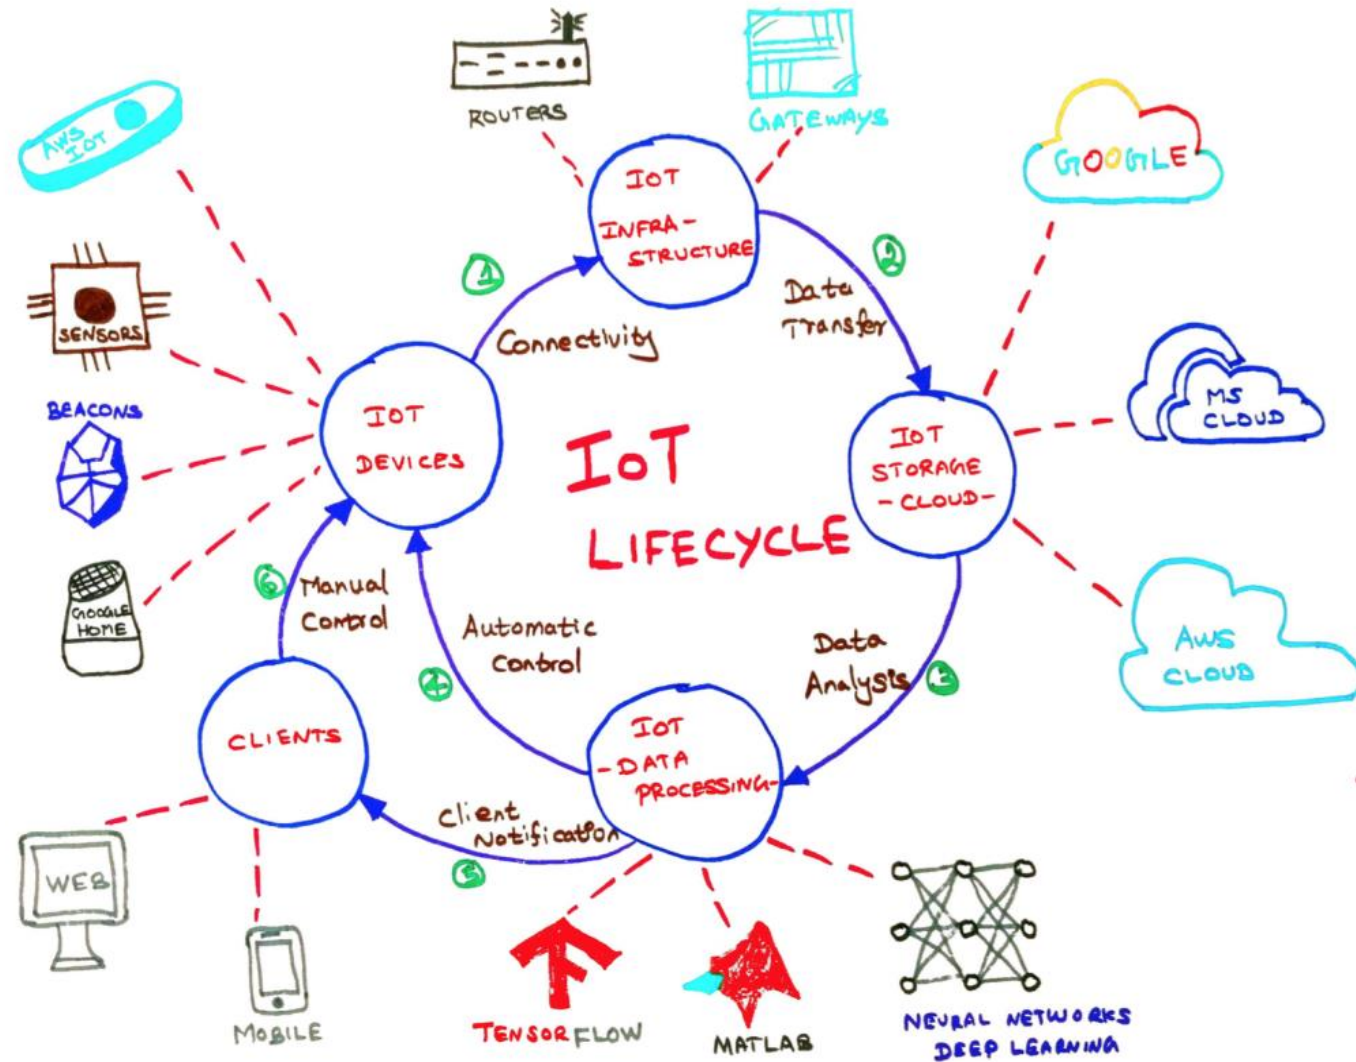 ROUTERS
GATEWAYS
AWS
IOT
GOOGLE
IOT
INFRA-
STRUCTURE
1
2
SENSORS
Connectivity
Data
Transfer
BEACONS
IOT
DEVICES
IoT
LIFECYCLE
IOT
STORAGE
- CLOUD -
MS
CLOUD
GOOGLE
HOME
6
Manual
Control
Automatic
Control
4
Data
Analysis
3
AWS
CLOUD
CLIENTS
IOT
- DATA
PROCESSING -
Client
Notification
5
WEB
MOBILE
TENSORFLOW
MATLAB
NEURAL NETWORKS
DEEP LEARNING